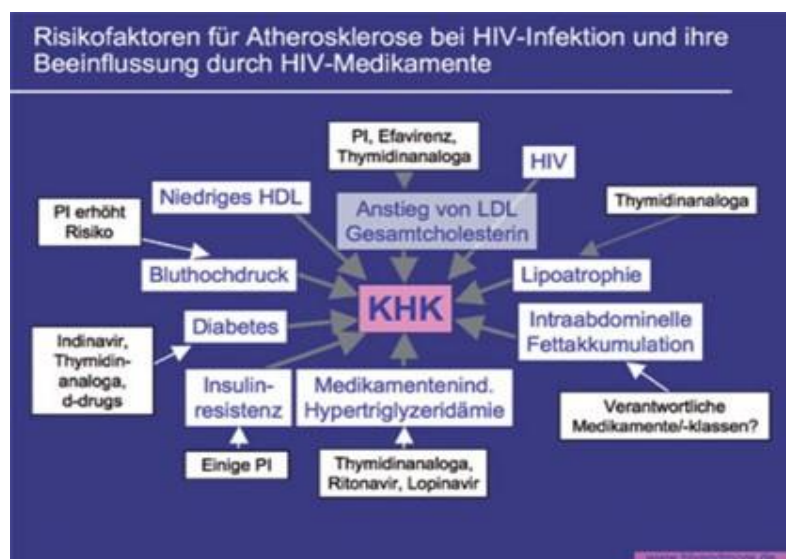 Risikofaktoren für Atherosklerose bei HIV-Infektion und ihre
Beeinflussung durch HIV-Medikamente
PI, Efavirenz,
Thymidinanaloga
HIV
Niedriges HDL
Anstieg von LDL
Gesamtcholesterin
Thymidinanaloga
PI erhöht
Risiko
Bluthochdruck
Lipoatrophie
KHK
Diabetes
Intraabdominelle
Fettakkumulation
Indinavir,
Thymidin-
analoga,
d-drugs
Insulin-
resistenz
Medikamentenind.
Hypertriglyzeridämie
Verantwortliche
Medikamente/-klassen?
Einige PI
Thymidinanaloga,
Ritonavir, Lopinavir